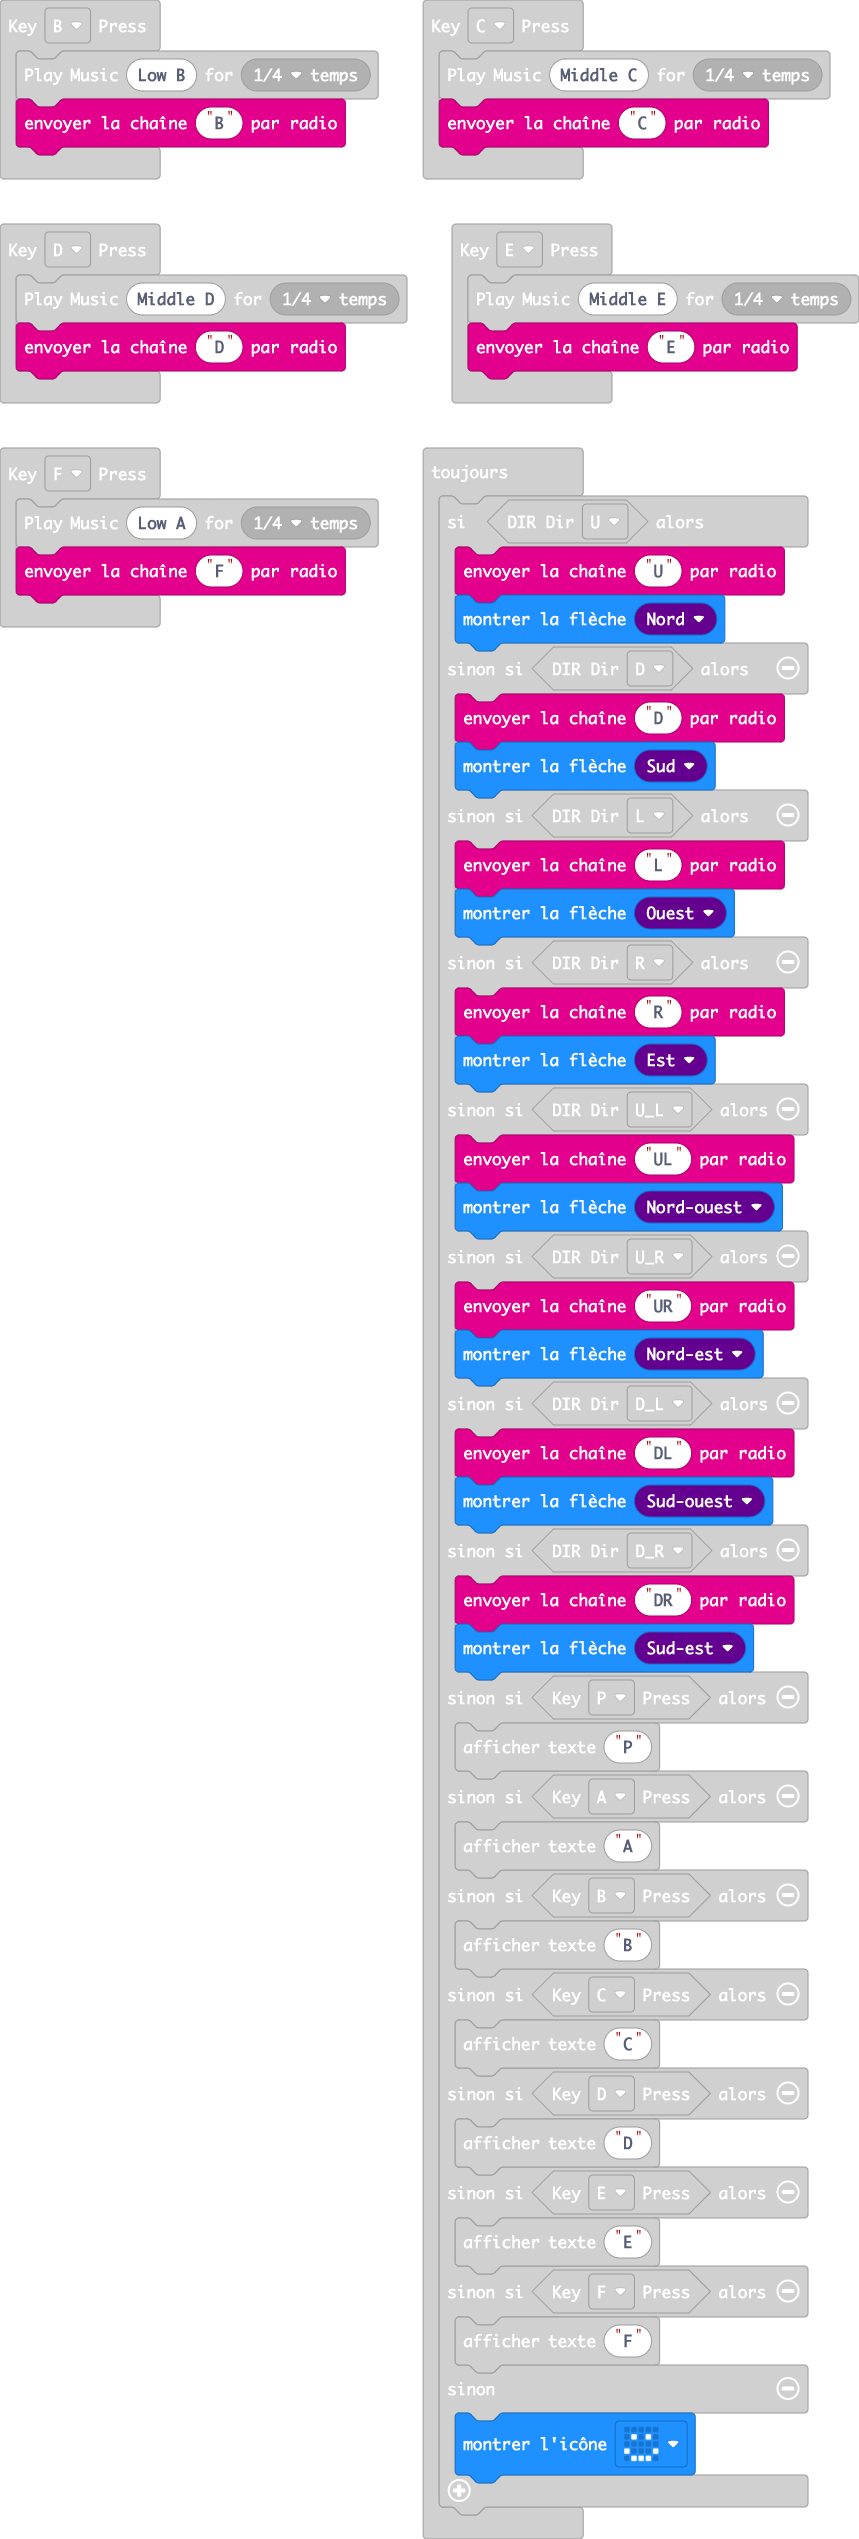 Key B Press
Play Music Low B for 1/4 temps
envoyer la chaîne "B" par radio
Key C Press
Play Music Middle C for 1/4 temps
envoyer la chaîne "C" par radio
Key D Press
Play Music Middle D for 1/4 temps
envoyer la chaîne "D" par radio
Key E Press
Play Music Middle E for 1/4 temps
envoyer la chaîne "E" par radio
Key F Press
Play Music Low A for 1/4 temps
envoyer la chaîne "F" par radio
toujours
si DIR Dir U alors
envoyer la chaîne "U" par radio
montrer la flèche Nord
sinon si DIR Dir D alors
envoyer la chaîne "D" par radio
montrer la flèche Sud
sinon si DIR Dir L alors
envoyer la chaîne "L" par radio
montrer la flèche Ouest
sinon si DIR Dir R alors
envoyer la chaîne "R" par radio
montrer la flèche Est
sinon si DIR Dir U_L alors
envoyer la chaîne "UL" par radio
montrer la flèche Nord-ouest
sinon si DIR Dir U_R alors
envoyer la chaîne "UR" par radio
montrer la flèche Nord-est
sinon si DIR Dir D_L alors
envoyer la chaîne "DL" par radio
montrer la flèche Sud-ouest
sinon si DIR Dir D_R alors
envoyer la chaîne "DR" par radio
montrer la flèche Sud-est
sinon si Key P Press alors
afficher texte "P"
sinon si Key A Press alors
afficher texte "A"
sinon si Key B Press alors
afficher texte "B"
sinon si Key C Press alors
afficher texte "C"
sinon si Key D Press alors
afficher texte "D"
sinon si Key E Press alors
afficher texte "E"
sinon si Key F Press alors
afficher texte "F"
sinon
montrer l'icône